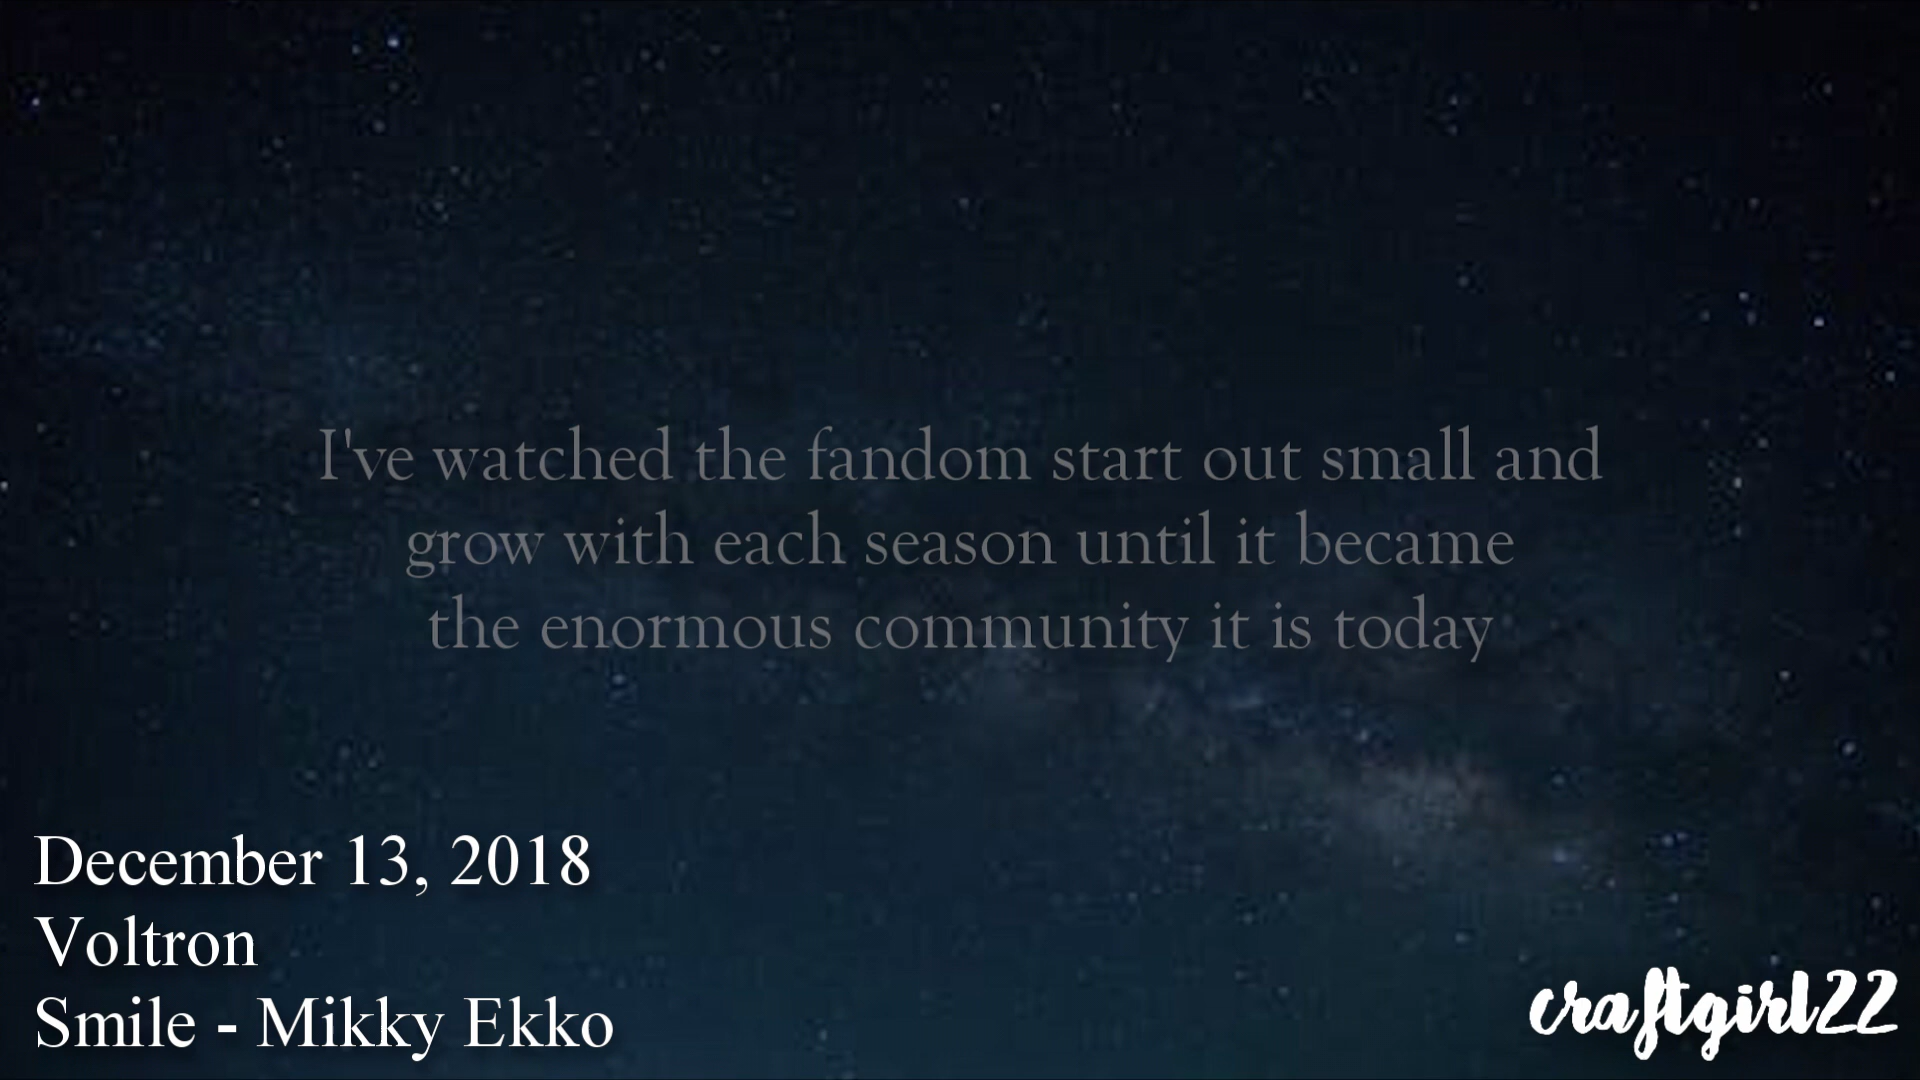 I've watched the fandom start out small and
grow with each season until it became
the enormous community it is today
December 13, 2018
Voltron
Smile - Mikky Ekko
craftgirl22